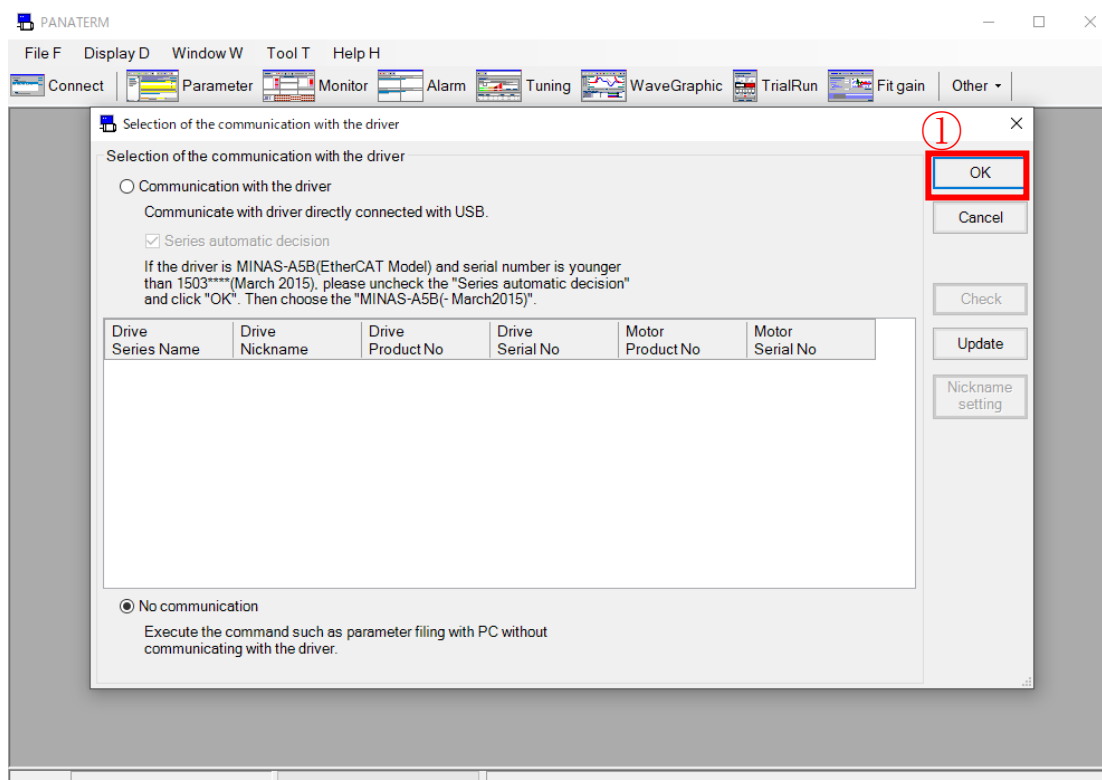 PANATERM
File F Display D Window W Tool T Help H
Connect Parameter Monitor Alarm Tuning WaveGraphic TrialRun Fit gain Other
Selection of the communication with the driver
①
Selection of the communication with the driver
OK
Communication with the driver
Communicate with driver directly connected with USB.
Cancel
Series automatic decision
If the driver is MINAS-A5B(EtherCAT Model) and serial number is younger
than 1503****(March 2015), please uncheck the "Series automatic decision"
and click "OK". Then choose the "MINAS-A5B(- March2015)".
Check
Drive Drive Drive Drive Motor Motor
Series Name Nickname Product No Serial No Product No Serial No
Update
Nickname
setting
No communication
Execute the command such as parameter filing with PC without
communicating with the driver.